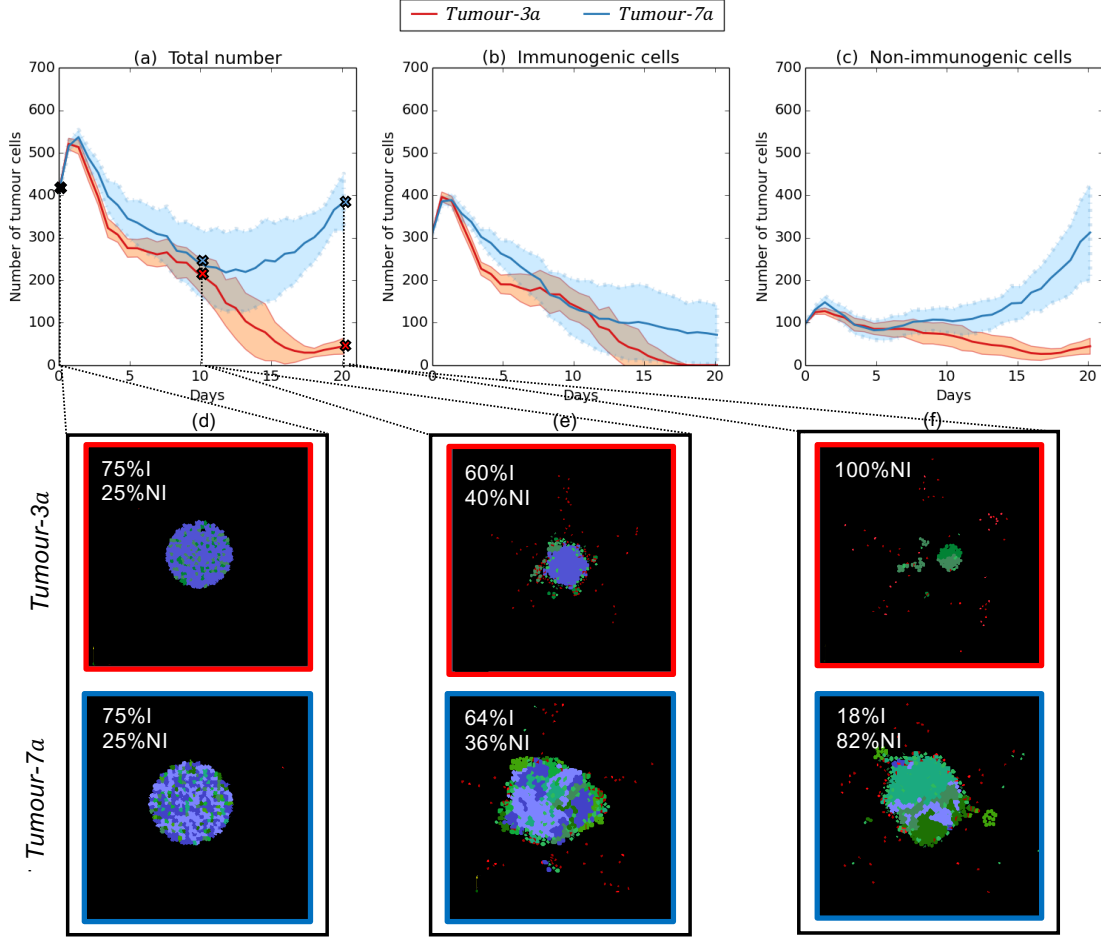 Tumour-3a Tumour-7a
(a) Total number
(b) Immunogenic cells
(c) Non-immunogenic cells
Number of tumour cells
700
600
500
400
300
200
100
0
0 5 10 15 20
Days
Number of tumour cells
700
600
500
400
300
200
100
0
0 5 10 15 20
Days
Number of tumour cells
700
600
500
400
300
200
100
0
0 5 10 15 20
Days
(d)
(e)
(f)
Tumour-3a
75%I
25%NI
60%I
40%NI
100%NI
Tumour-7a
75%I
25%NI
64%I
36%NI
18%I
82%NI